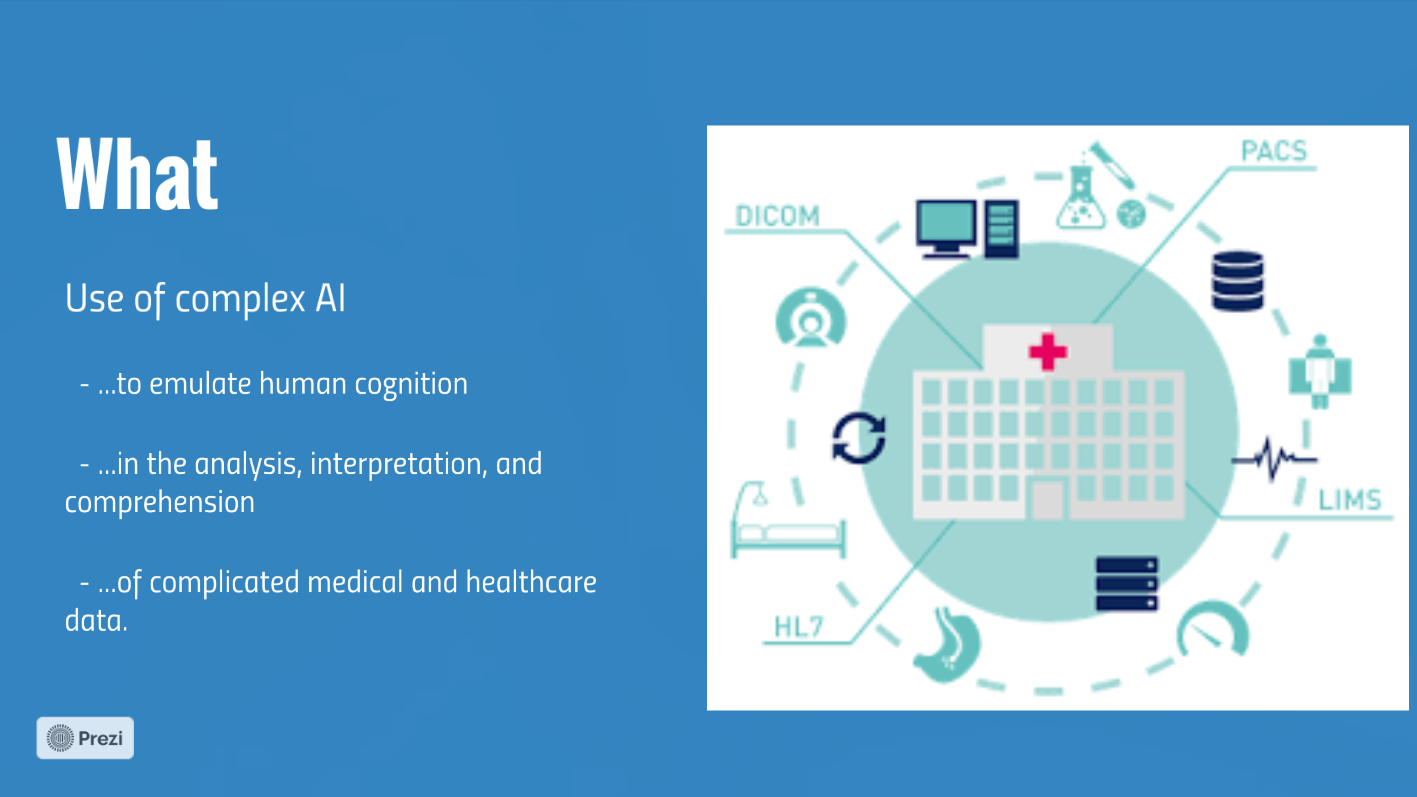 What
Use of complex AI
- ...to emulate human cognition
- ...in the analysis, interpretation, and
comprehension
- ...of complicated medical and healthcare
data.
PACS
DICOM
LIMS
HL7
Prezi